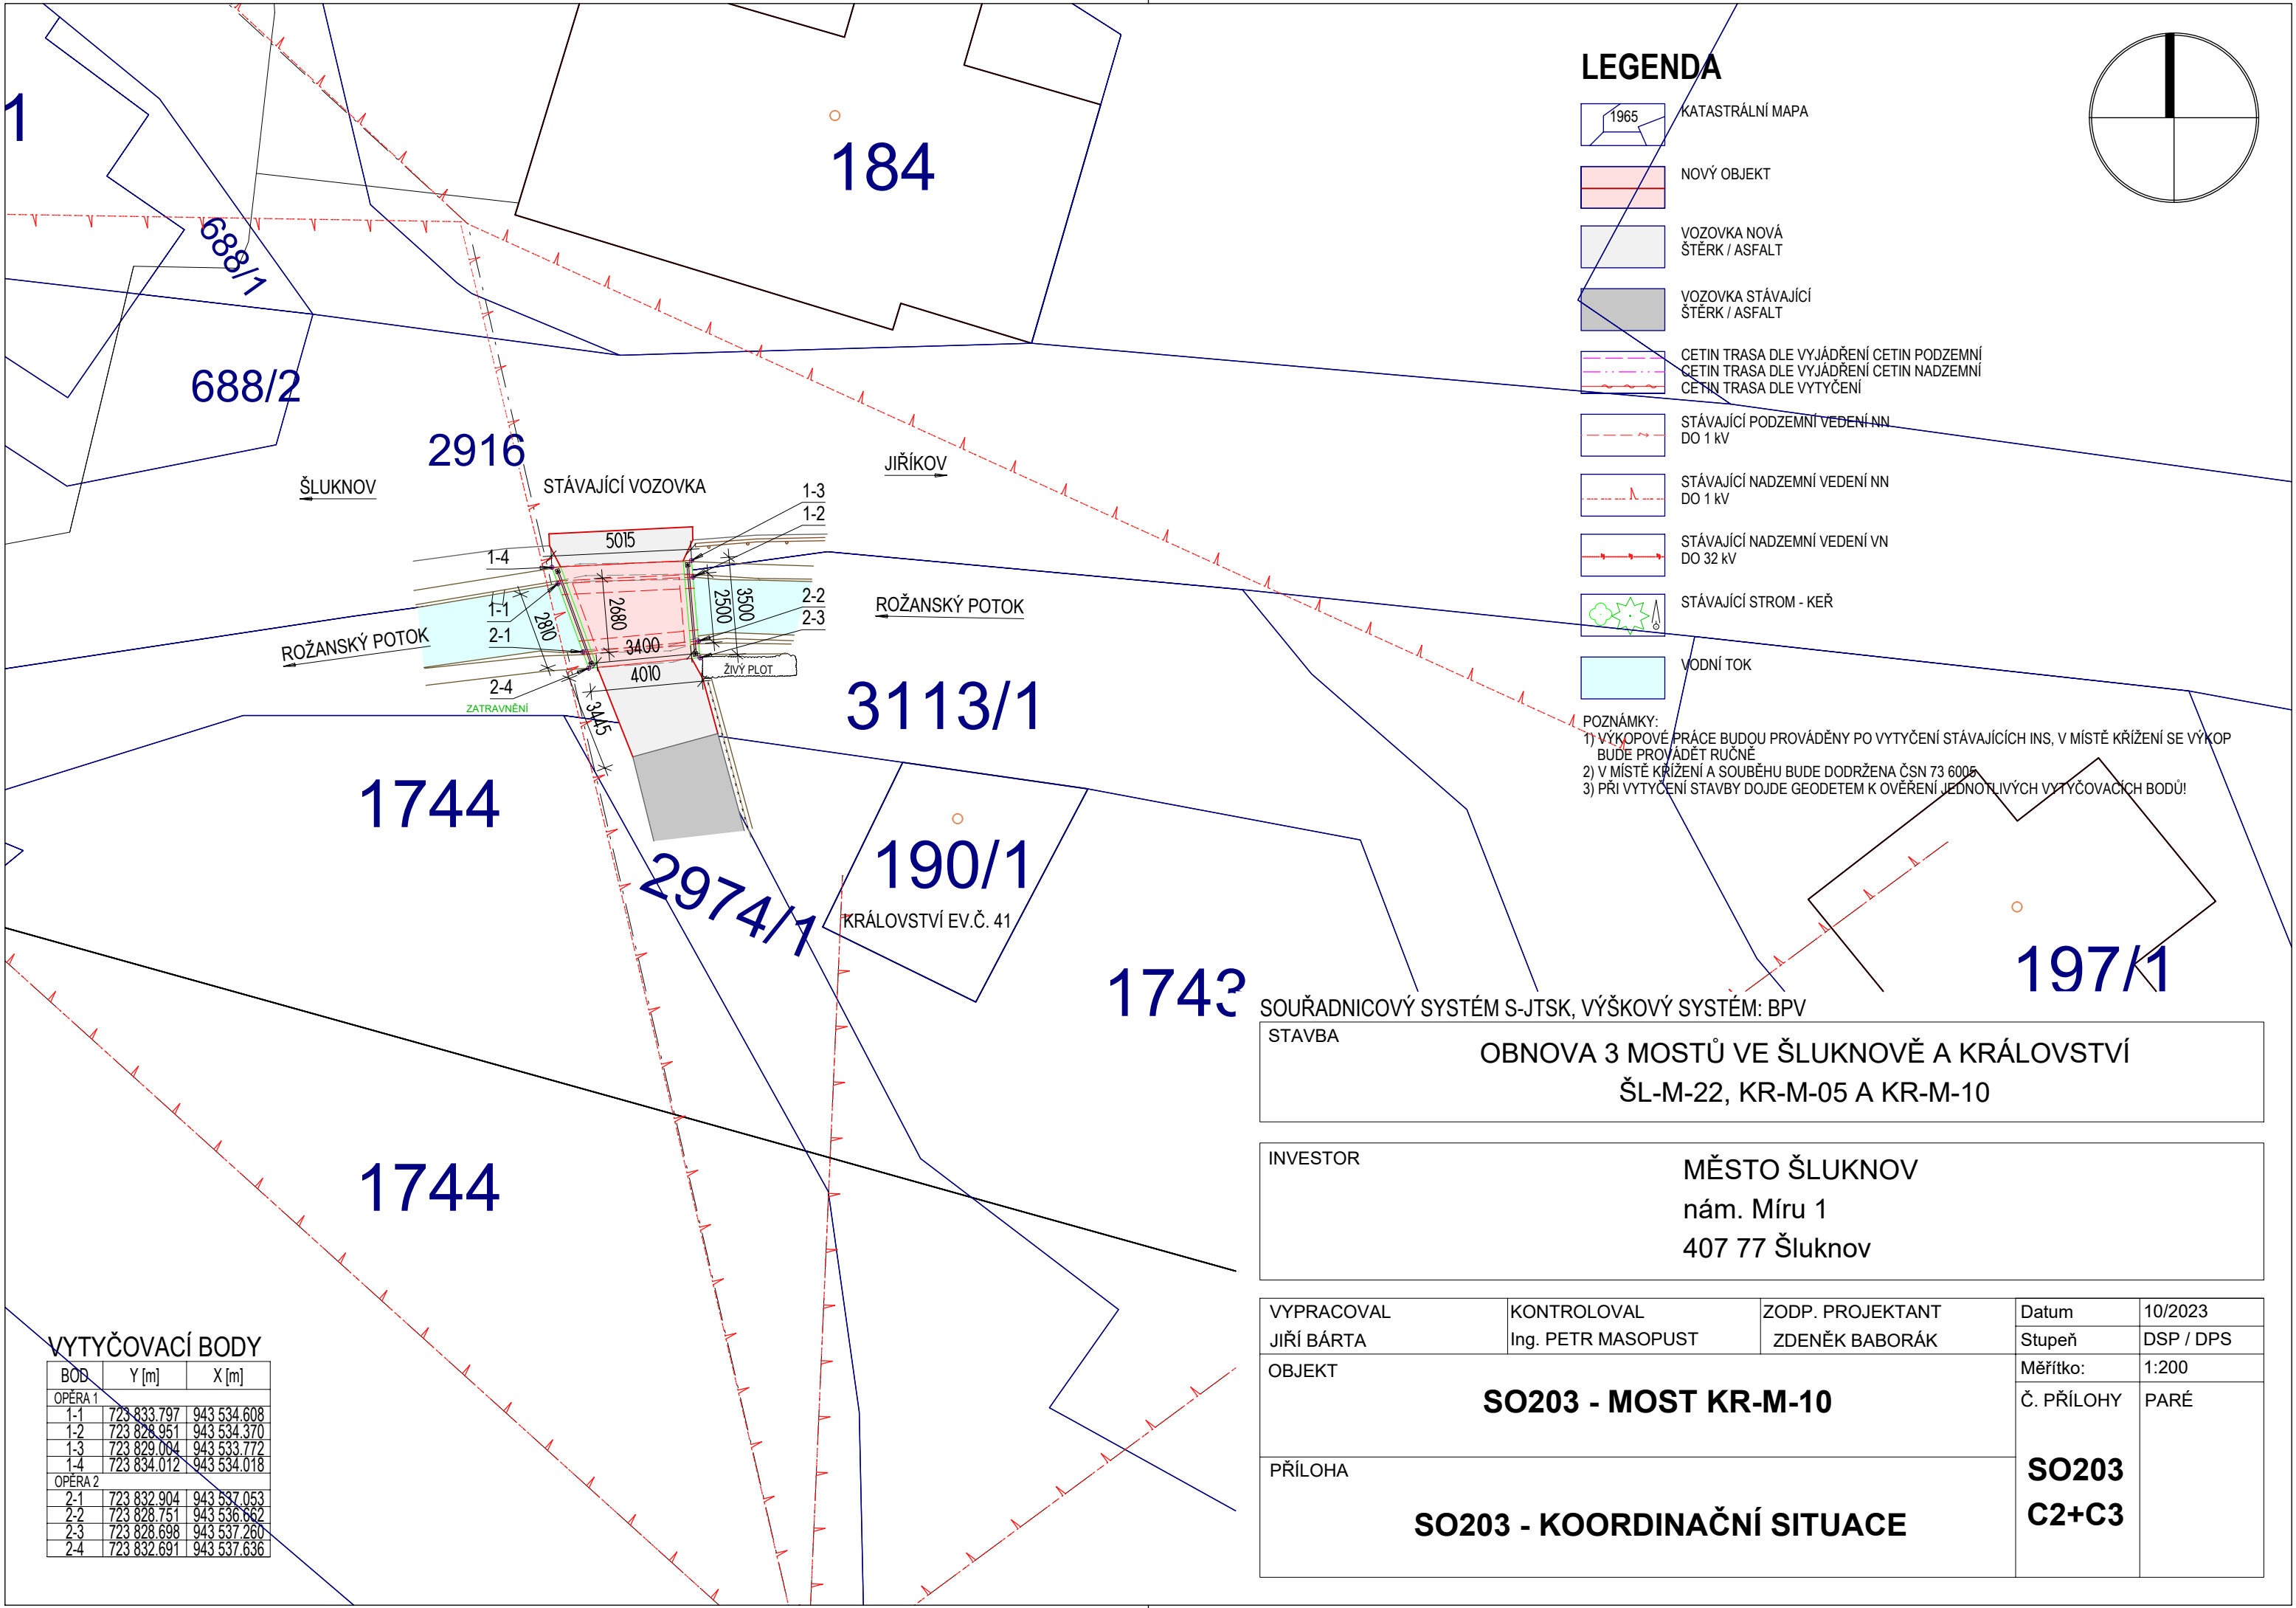 1
184
688/1
688/2
2916
ŠLUKNOV
STÁVAJÍCÍ VOZOVKA
JIŘÍKOV
1-3
1-2
5015
1-4
1-1
2-1
2810
2680
2500
3500
2-2
2-3
3400
4010
ŽIVÝ PLOT
ROŽANSKÝ POTOK
ROŽANSKÝ POTOK
2-4
ZATRAVNĚNÍ
3445
3113/1
1744
2974/1
190/1
KRÁLOVSTVÍ EV.Č. 41
1743
197/1
1744
LEGENDA
1965
KATASTRÁLNÍ MAPA
NOVÝ OBJEKT
VOZOVKA NOVÁ
ŠTĚRK / ASFALT
VOZOVKA STÁVAJÍCÍ
ŠTĚRK / ASFALT
CETIN TRASA DLE VYJÁDŘENÍ CETIN PODZEMNÍ
CETIN TRASA DLE VYJÁDŘENÍ CETIN NADZEMNÍ
CETIN TRASA DLE VYTYČENÍ
STÁVAJÍCÍ PODZEMNÍ VEDENÍ NN
DO 1 kV
STÁVAJÍCÍ NADZEMNÍ VEDENÍ NN
DO 1 kV
STÁVAJÍCÍ NADZEMNÍ VEDENÍ VN
DO 32 kV
STÁVAJÍCÍ STROM - KEŘ
VODNÍ TOK
POZNÁMKY:
1) VÝKOPOVÉ PRÁCE BUDOU PROVÁDĚNY PO VYTYČENÍ STÁVAJÍCÍCH INS, V MÍSTĚ KŘÍŽENÍ SE VÝKOP
BUDE PROVÁDĚT RUČNĚ
2) V MÍSTĚ KŘÍŽENÍ A SOUBĚHU BUDE DODRŽENA ČSN 73 6005
3) PŘI VYTYČENÍ STAVBY DOJDE GEODETEM K OVĚŘENÍ JEDNOTLIVÝCH VYTYČOVACÍCH BODŮ!
SOUŘADNICOVÝ SYSTÉM S-JTSK, VÝŠKOVÝ SYSTÉM: BPV
STAVBA
OBNOVA 3 MOSTŮ VE ŠLUKNOVĚ A KRÁLOVSTVÍ
ŠL-M-22, KR-M-05 A KR-M-10
INVESTOR
MĚSTO ŠLUKNOV
nám. Míru 1
407 77 Šluknov
VYPRACOVAL KONTROLOVAL ZODP. PROJEKTANT Datum 10/2023
JIŘÍ BÁRTA Ing. PETR MASOPUST ZDENĚK BABORÁK Stupeň DSP / DPS
OBJEKT Měřítko: 1:200
SO203 - MOST KR-M-10 Č. PŘÍLOHY PARÉ
PŘÍLOHA SO203
SO203 - KOORDINAČNÍ SITUACE C2+C3
VYTYČOVACÍ BODY
BOD Y [m] X [m]
OPĚRA 1
1-1 723 833.797 943 534.608
1-2 723 828.951 943 534.370
1-3 723 829.004 943 533.772
1-4 723 834.012 943 534.018
OPĚRA 2
2-1 723 832.904 943 537.053
2-2 723 828.751 943 536.662
2-3 723 828.698 943 537.260
2-4 723 832.691 943 537.636